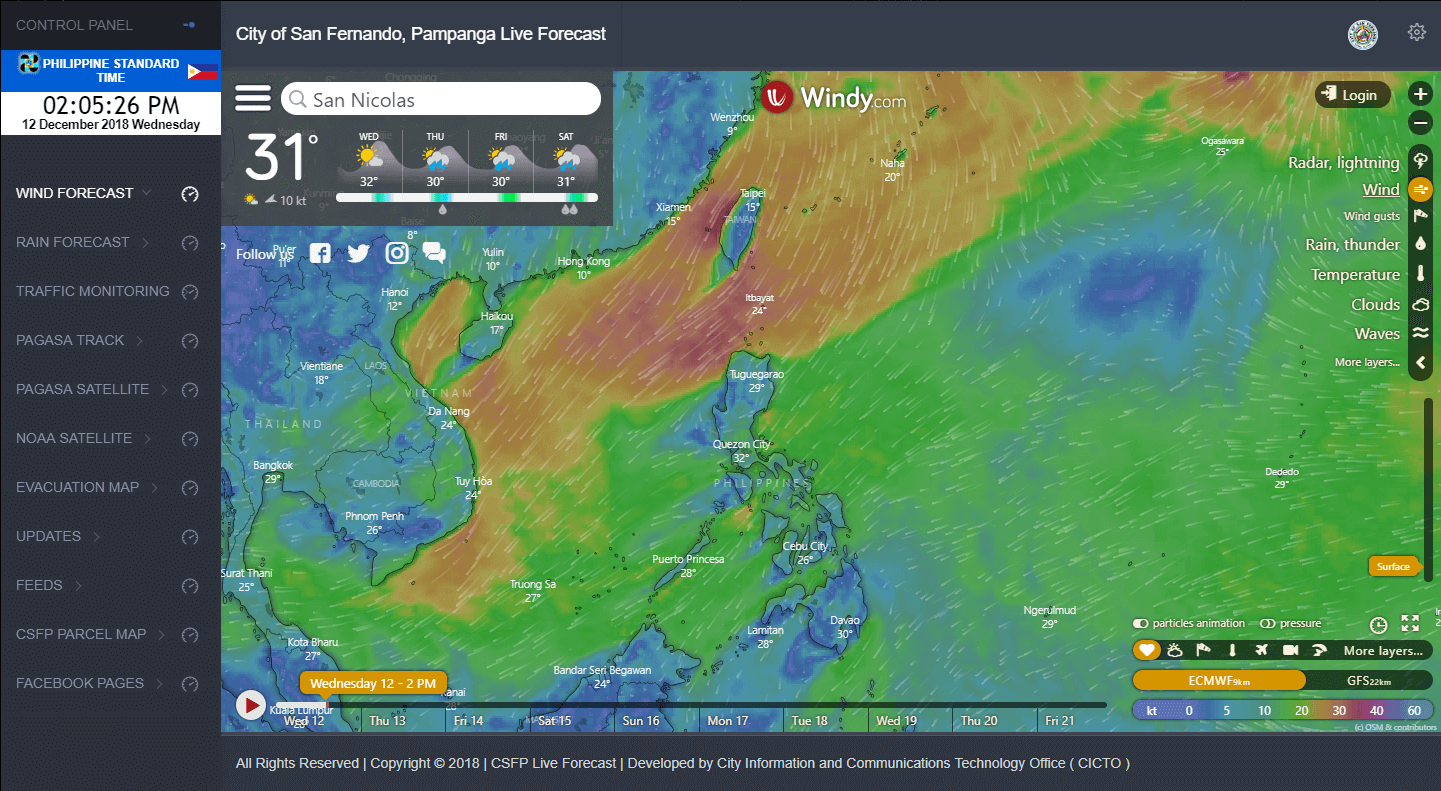 CONTROL PANEL
PHILIPPINE STANDARD
TIME
02:05:26 PM
12 December 2018 Wednesday
WIND FORECAST
RAIN FORECAST
TRAFFIC MONITORING
PAGASA TRACK
PAGASA SATELLITE
NOAA SATELLITE
EVACUATION MAP
UPDATES
FEEDS
CSFP PARCEL MAP
FACEBOOK PAGES
City of San Fernando, Pampanga Live Forecast
San Nicolas
31°
10 kt
WED THU FRI SAT
32° 30° 30° 31°
Follow us
Windy.com
Login
Radar, lightning
Wind
Wind gusts
Rain, thunder
Temperature
Clouds
Waves
More layers...
Chongqing
Kunming
9°
Baise
8°
Pu'er
11°
Wenzhou
9°
Naha
20°
Ogasawara
25°
Taipei
15°
TAIWAN
Xiamen
15°
Yulin
10°
Hong Kong
10°
Hanoi
12°
Haikou
17°
Itbayat
24°
Vientiane
18°
LAOS
VIETNAM
Tuguegarao
29°
Da Nang
24°
THAILAND
Quezon City
32°
Bangkok
29°
CAMBODIA
Tuy Hòa
24°
PHILIPPINES
Dededo
29°
Phnom Penh
26°
Cebu City
26°
Puerto Princesa
28°
Surat Thani
25°
Truong Sa
27°
Ngerulmud
29°
Davao
30°
Lamitan
28°
Kota Bharu
27°
Bandar Seri Begawan
24°
Kuala Lumpur
28°
Surface
particles animation pressure
More layers...
ECMWF9km GFS22km
kt 0 5 10 20 30 40 60
(c) OSM & contributors
Wednesday 12 - 2 PM
Wed 12 Thu 13 Fri 14 Sat 15 Sun 16 Mon 17 Tue 18 Wed 19 Thu 20 Fri 21
All Rights Reserved | Copyright © 2018 | CSFP Live Forecast | Developed by City Information and Communications Technology Office ( CICTO )